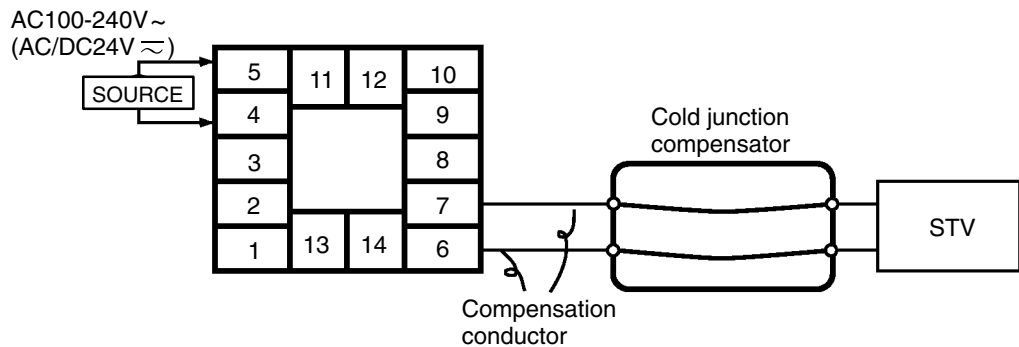 AC100-240V~
(AC/DC24V ⎓)
SOURCE
5 11 12 10
4 9
3 8
2 7
1 13 14 6
Cold junction
compensator
STV
Compensation
conductor